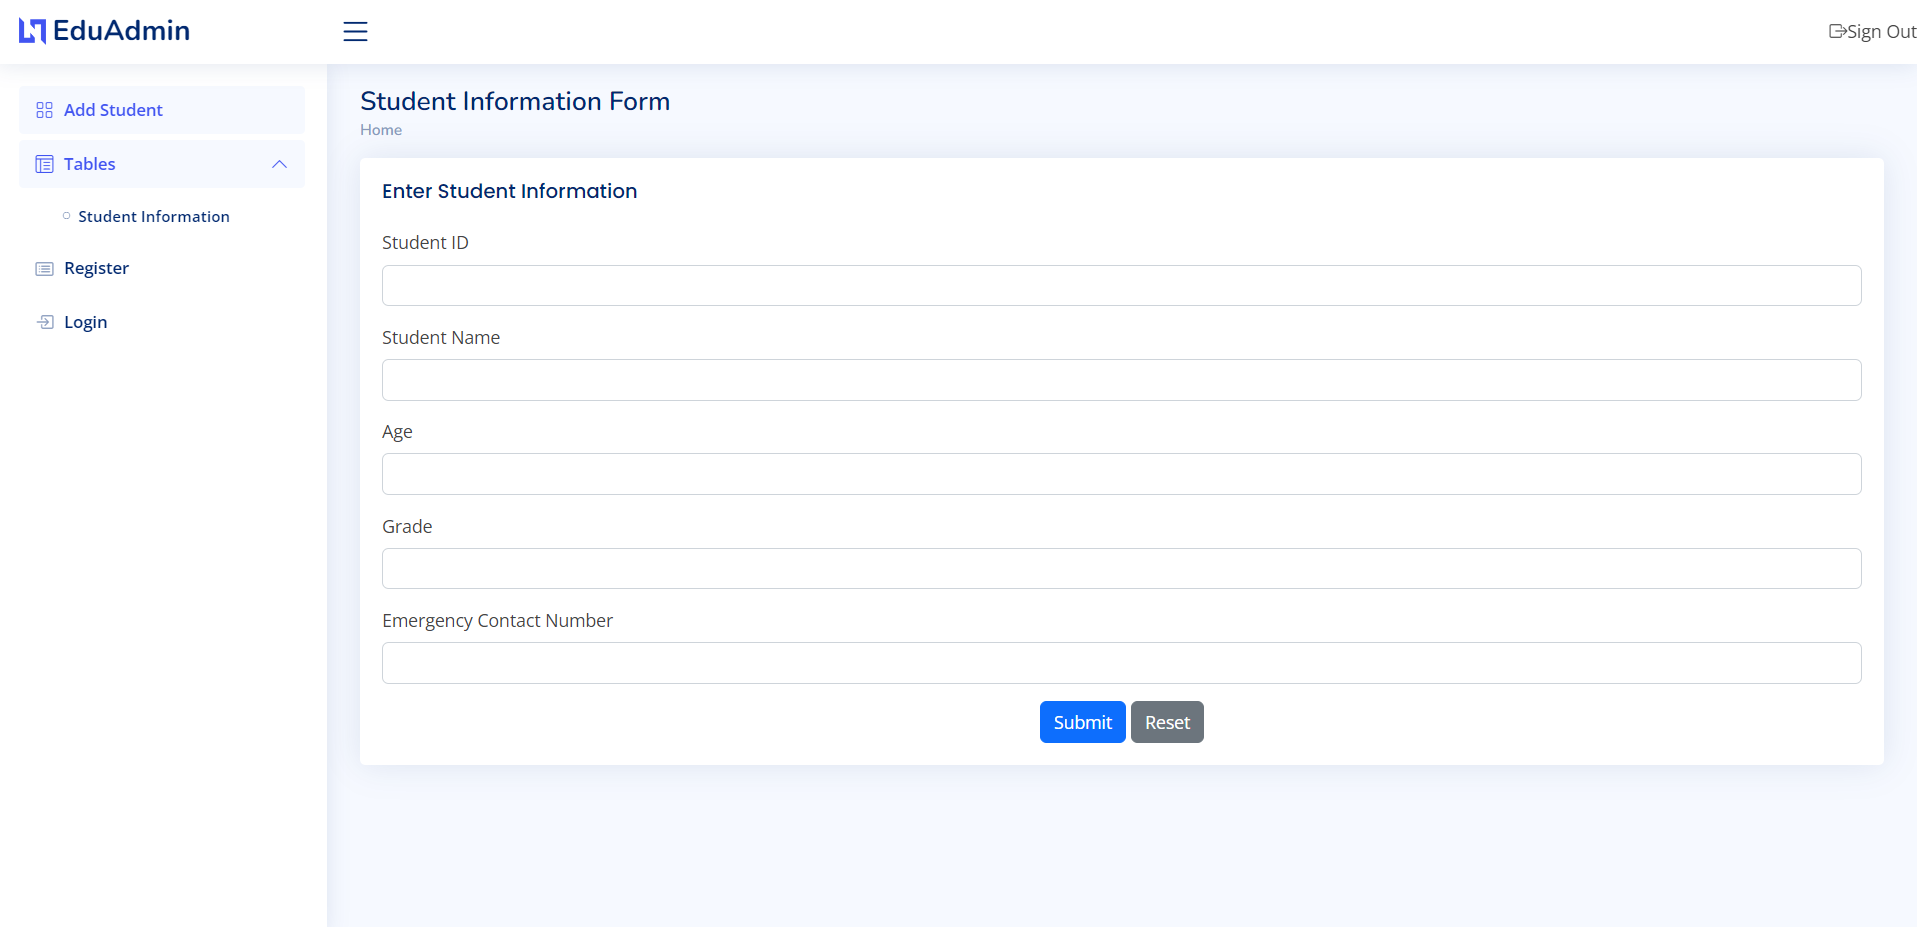 EduAdmin
Sign Out
Add Student
Tables
Student Information
Register
Login
Student Information Form
Home
Enter Student Information
Student ID
Student Name
Age
Grade
Emergency Contact Number
Submit Reset